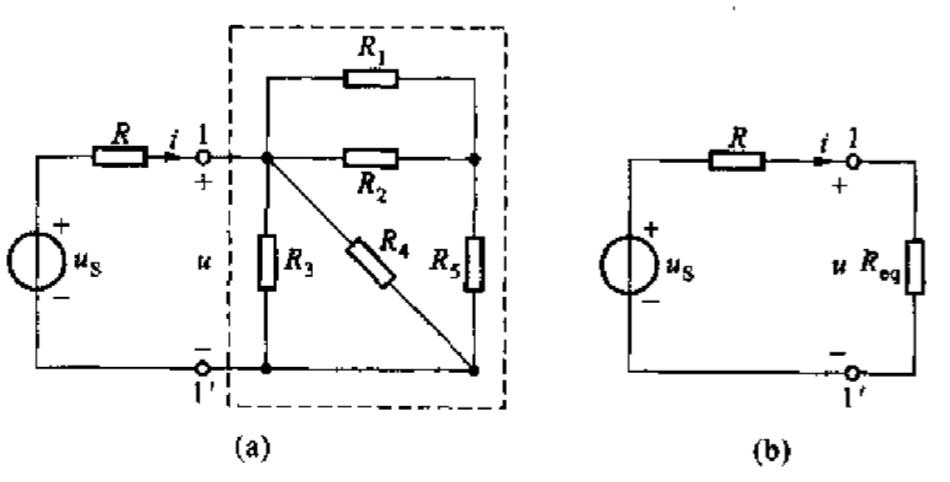 R₁
R i 1
+
R₂
+
uS u R₃ R₄ R₅
−
−
1′
(a)
R i 1
+
+
uS u Req
−
−
1′
(b)